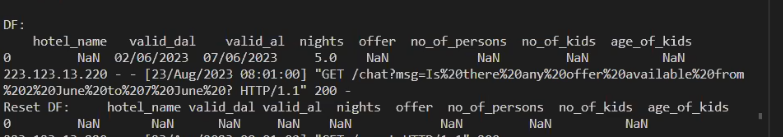 DF:
hotel_name valid_dal valid_al nights offer no_of_persons no_of_kids age_of_kids
0 NaN 02/06/2023 07/06/2023 5.0 NaN NaN NaN NaN
223.123.13.220 - - [23/Aug/2023 08:01:00] "GET /chat?msg=Is%20there%20any%20offer%20available%20from
%202%20June%20to%207%20June%20? HTTP/1.1" 200 -
Reset DF: hotel_name valid_dal valid_al nights offer no_of_persons no_of_kids age_of_kids
0 NaN NaN NaN NaN NaN NaN NaN NaN